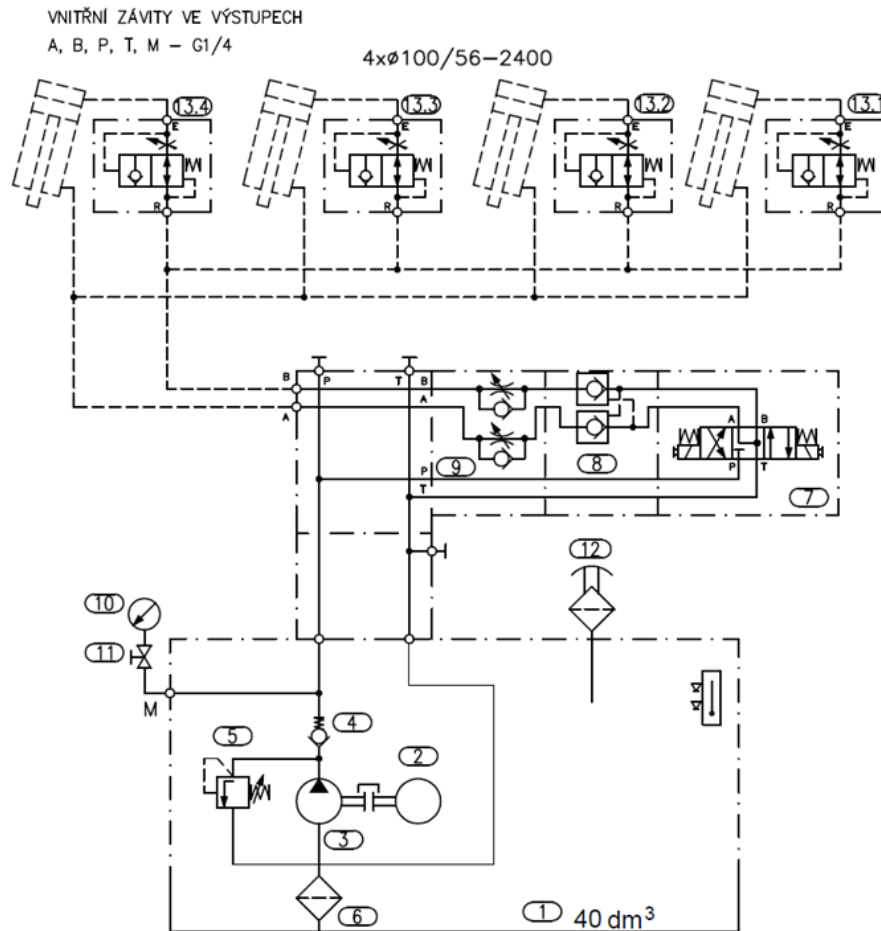 VNITŘNÍ ZÁVITY VE VÝSTUPECH
A, B, P, T, M – G1/4
4xø100/56–2400
13.4 13.3 13.2 13.1
E E E E
R R R R
B P T B
A A
A B
P
T
P T
9 8 7
12
10
11
M
4
5 2
3
6
1 40 dm³